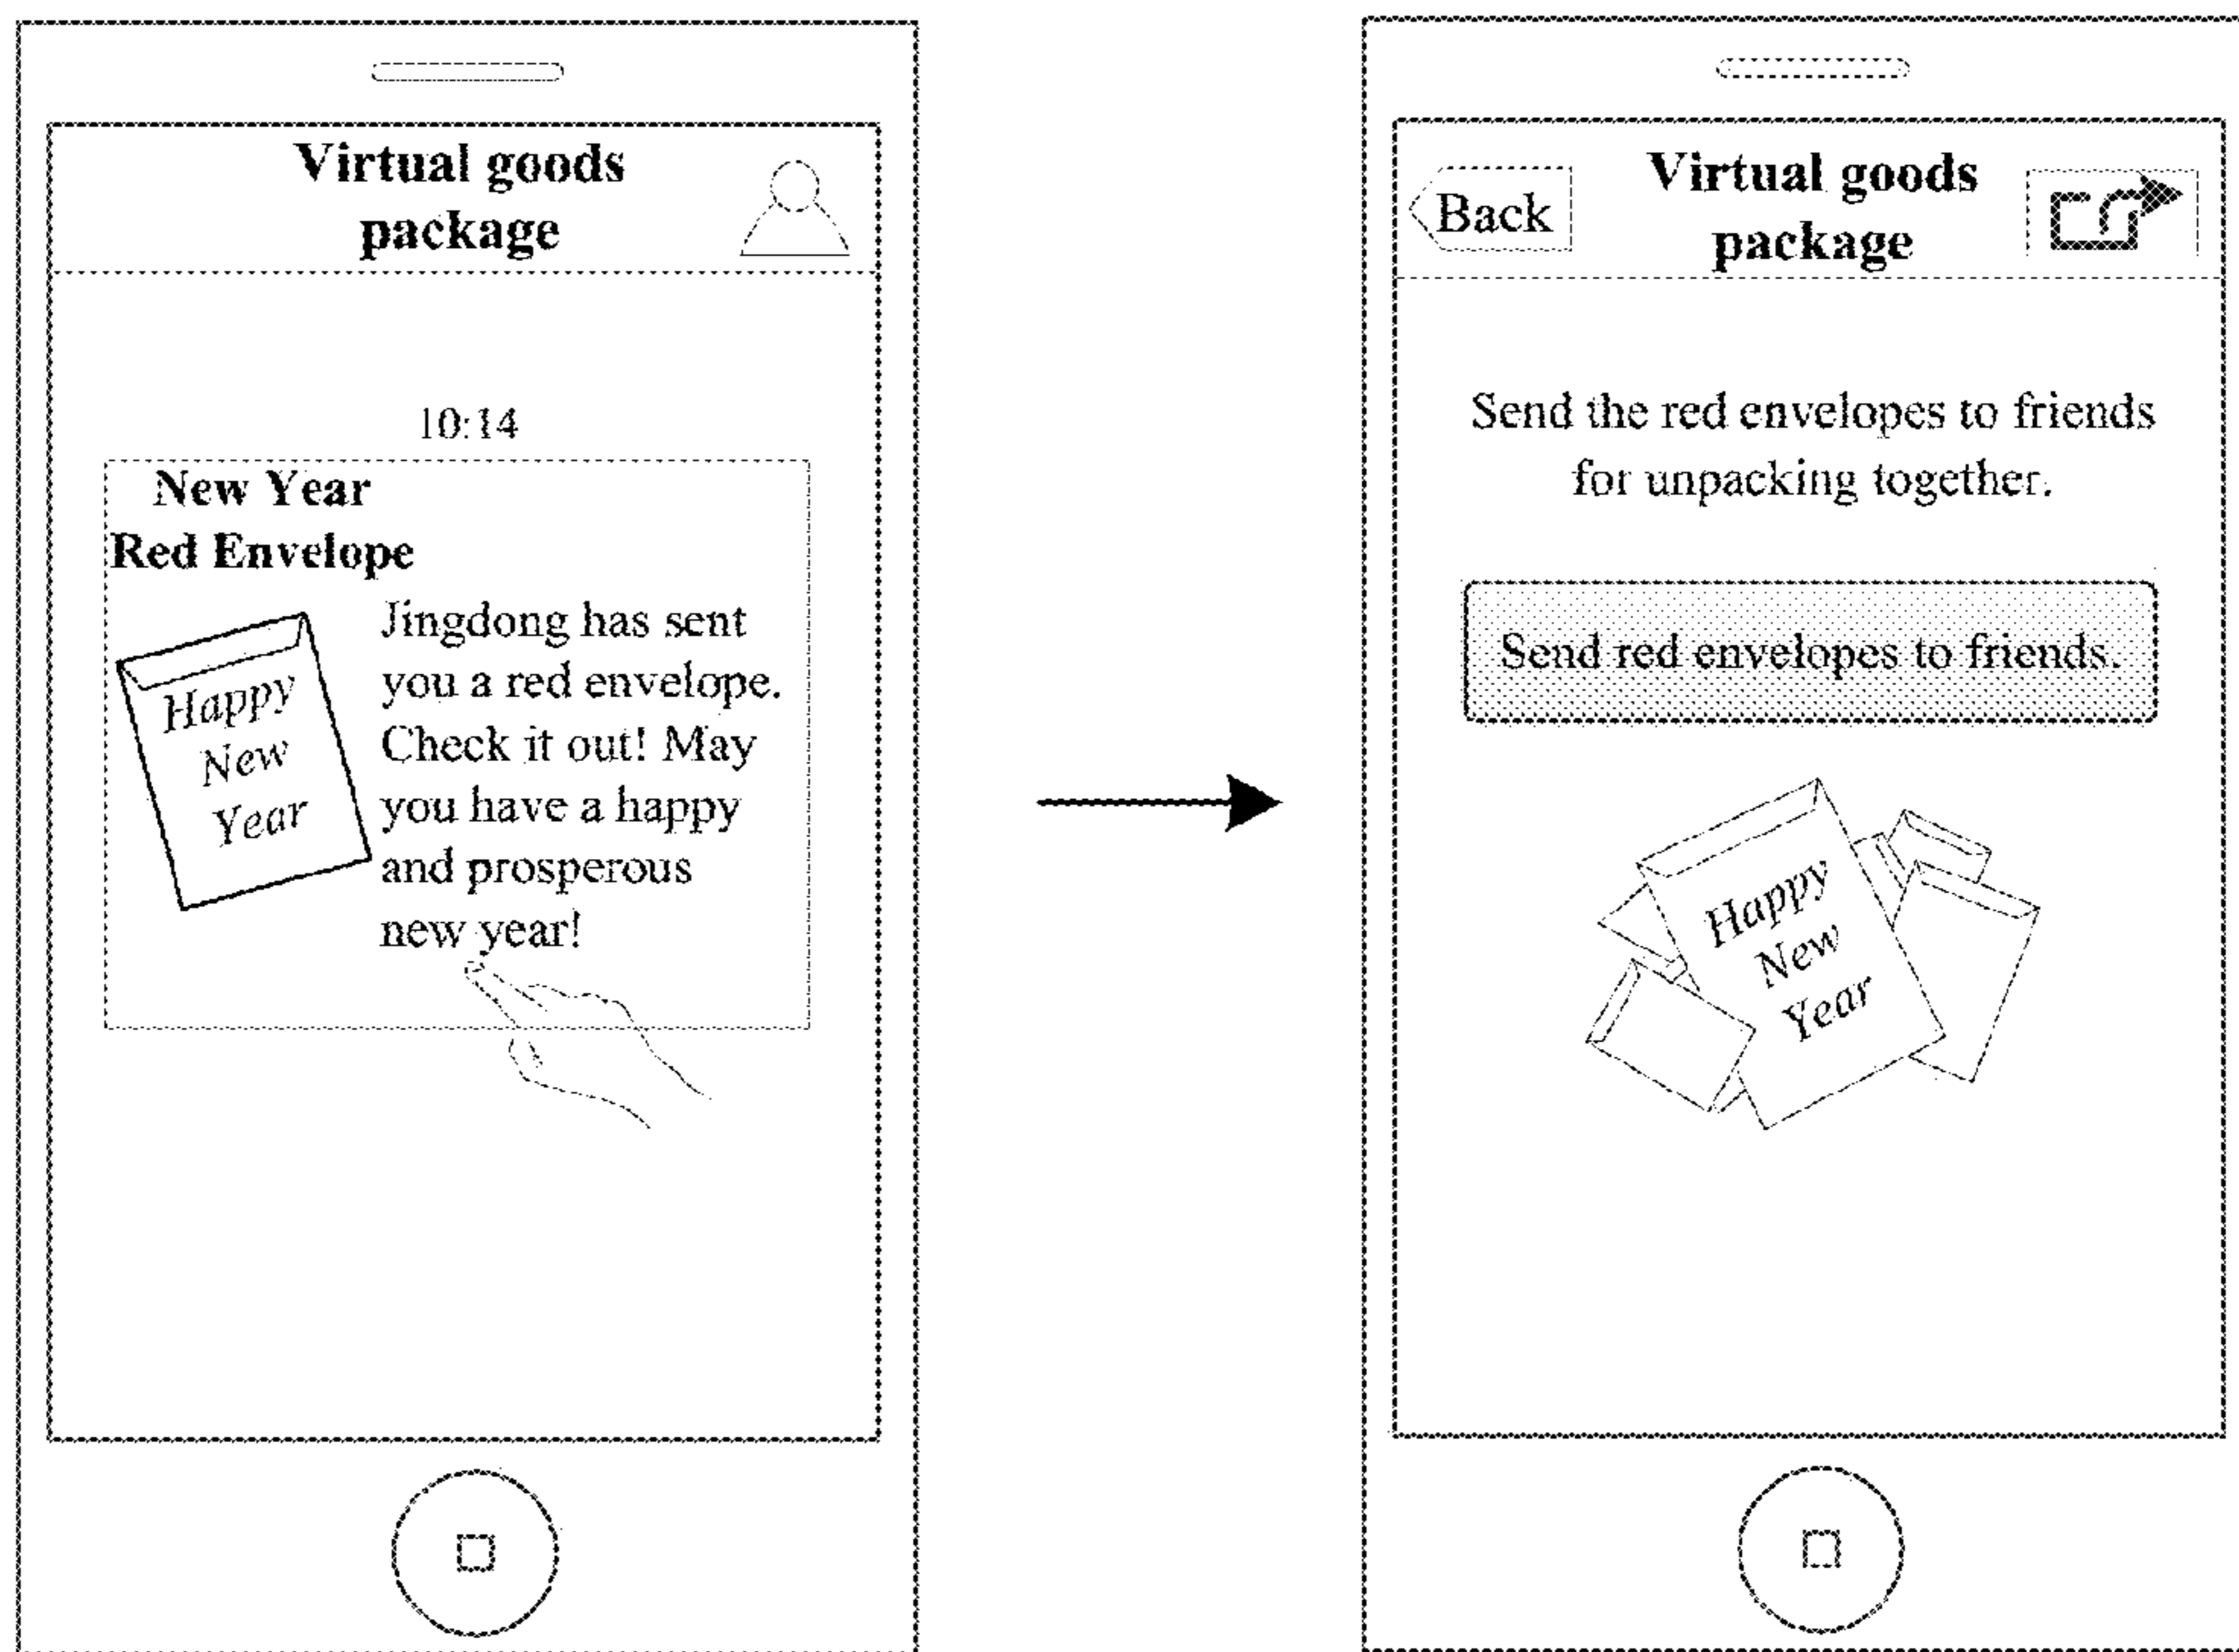 Virtual goods
package
10:14
New Year
Red Envelope
Happy
New
Year
Jingdong has sent
you a red envelope.
Check it out! May
you have a happy
and prosperous
new year!
Back
Virtual goods
package
Send the red envelopes to friends
for unpacking together.
Send red envelopes to friends.
Happy
New
Year